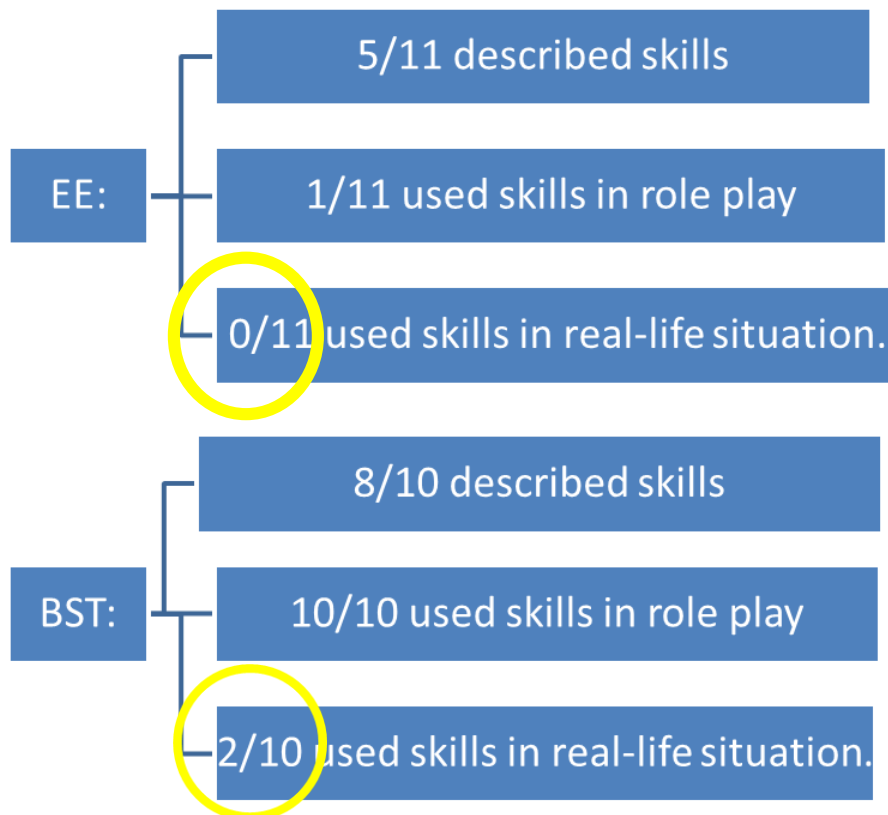 5/11 described skills
EE:
1/11 used skills in role play
0/11 used skills in real-life situation.
8/10 described skills
BST:
10/10 used skills in role play
2/10 used skills in real-life situation.